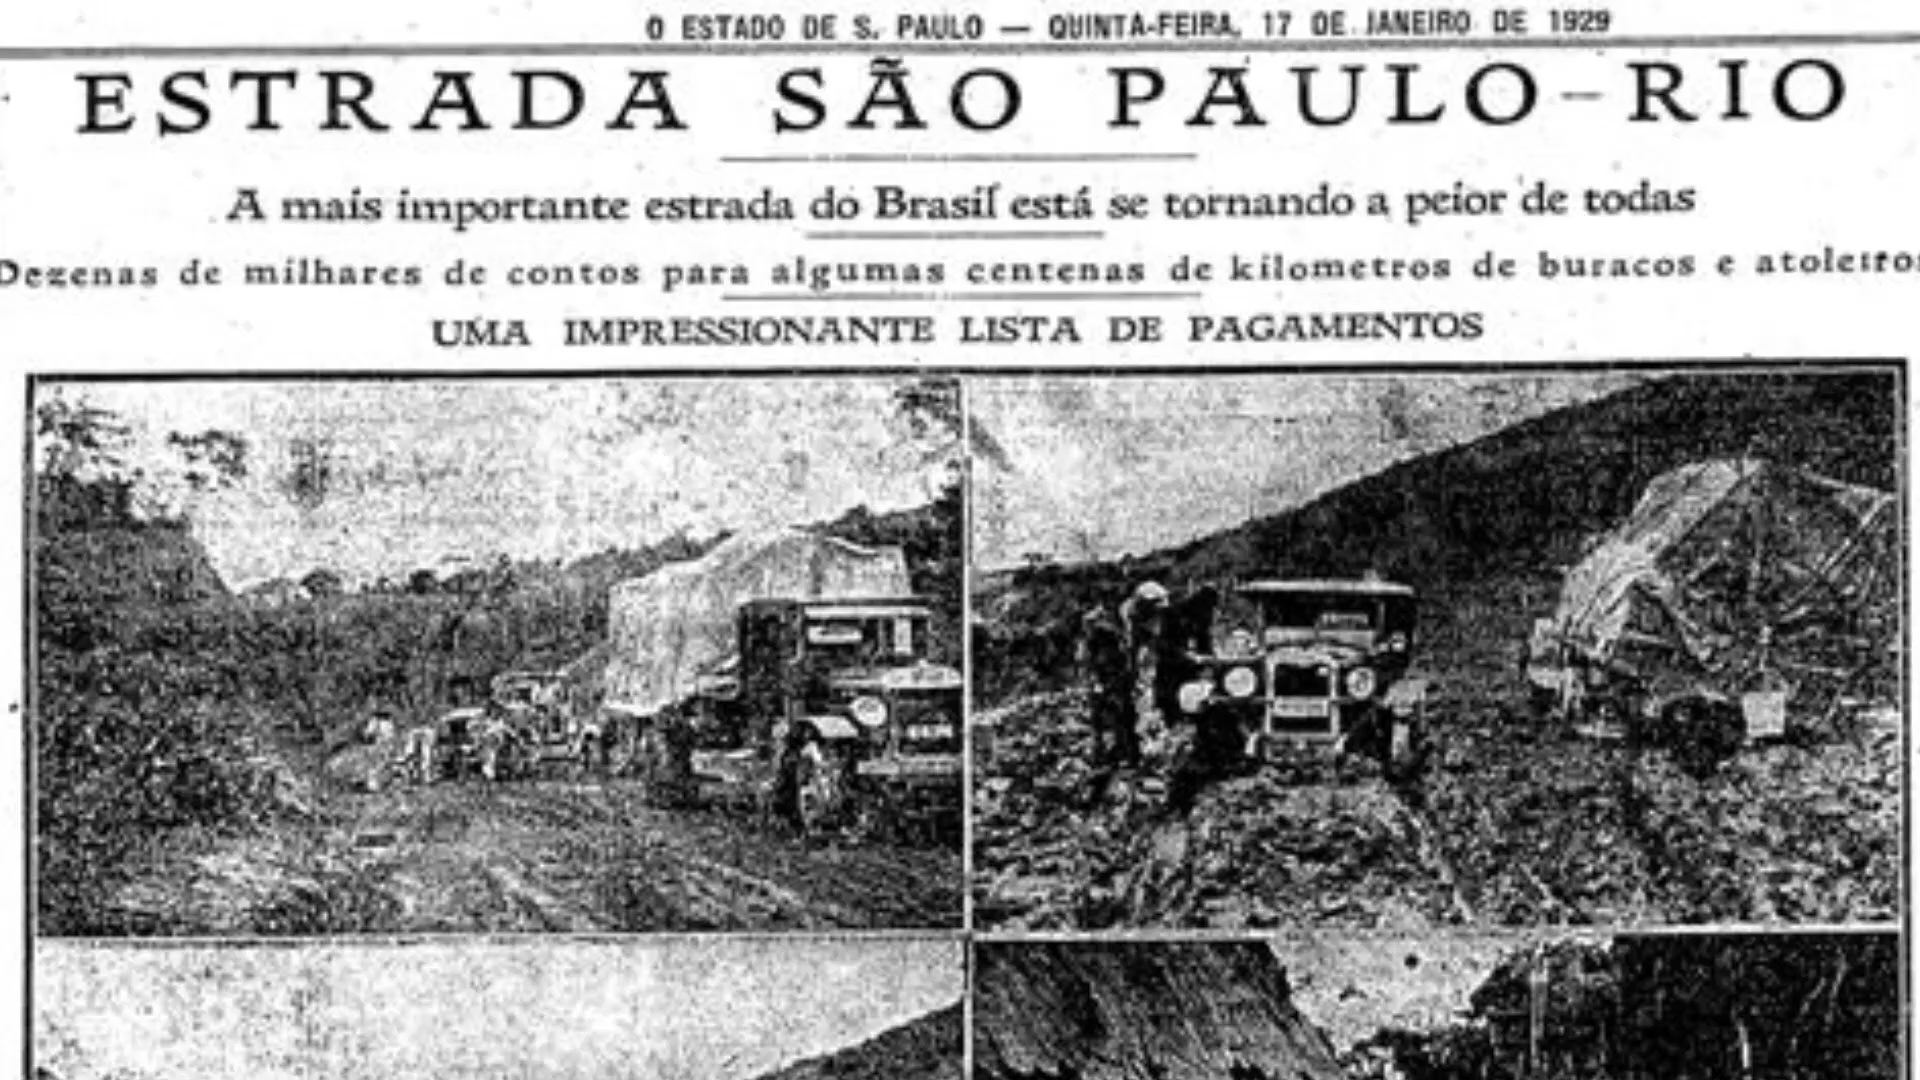 O ESTADO DE S. PAULO — QUINTA-FEIRA, 17 DE JANEIRO DE 1929
ESTRADA SÃO PAULO-RIO
A mais importante estrada do Brasil está se tornando a peior de todas
Dezenas de milhares de contos para algumas centenas de kilometros de buracos e atoleiros
UMA IMPRESSIONANTE LISTA DE PAGAMENTOS